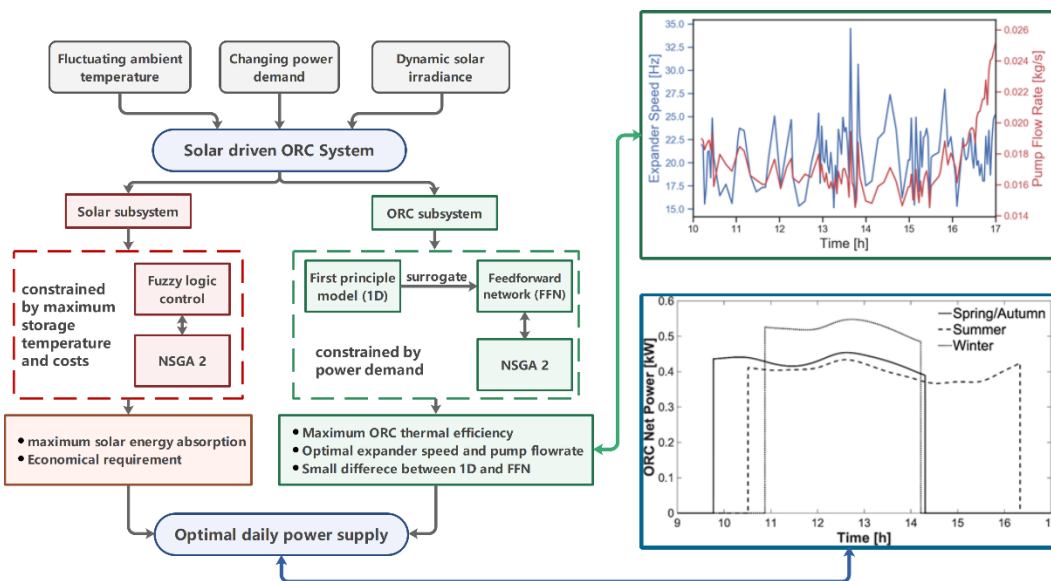 Fluctuating ambient
temperature
Changing power
demand
Dynamic solar
irradiance
Solar driven ORC System
Solar subsystem
ORC subsystem
constrained
by maximum
storage
temperature
and costs
Fuzzy logic
control
NSGA 2
First principle
model (1D)
surrogate
Feedforward
network (FFN)
NSGA 2
constrained by
power demand
● maximum solar energy absorption
● Economical requirement
● Maximum ORC thermal efficiency
● Optimal expander speed and pump flowrate
● Small differece between 1D and FFN
Optimal daily power supply
Expander Speed [Hz]
35.0
32.5
30.0
27.5
25.0
22.5
20.0
17.5
15.0
Pump Flow Rate [kg/s]
0.026
0.024
0.022
0.020
0.018
0.016
0.014
10 11 12 13 14 15 16 17
Time [h]
ORC Net Power [kW]
0.6
0.5
0.4
0.3
0.2
0.1
0
Spring/Autumn
Summer
Winter
9 10 11 12 13 14 15 16
Time [h]